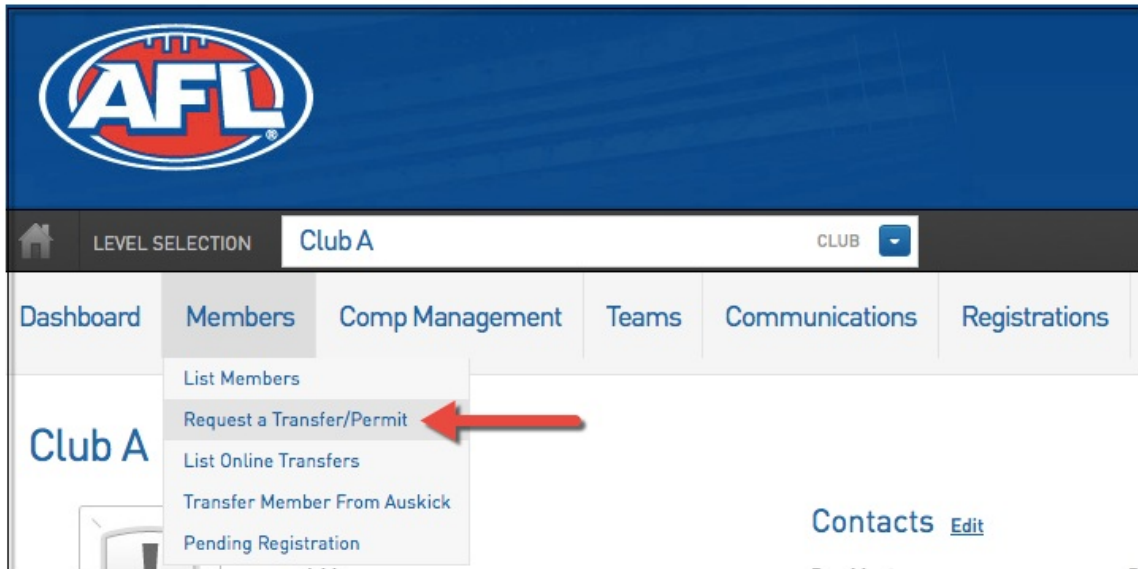 AFL
LEVEL SELECTION Club A CLUB
Dashboard Members Comp Management Teams Communications Registrations
List Members
Request a Transfer/Permit
List Online Transfers
Transfer Member From Auskick
Pending Registration
Club A
Contacts Edit